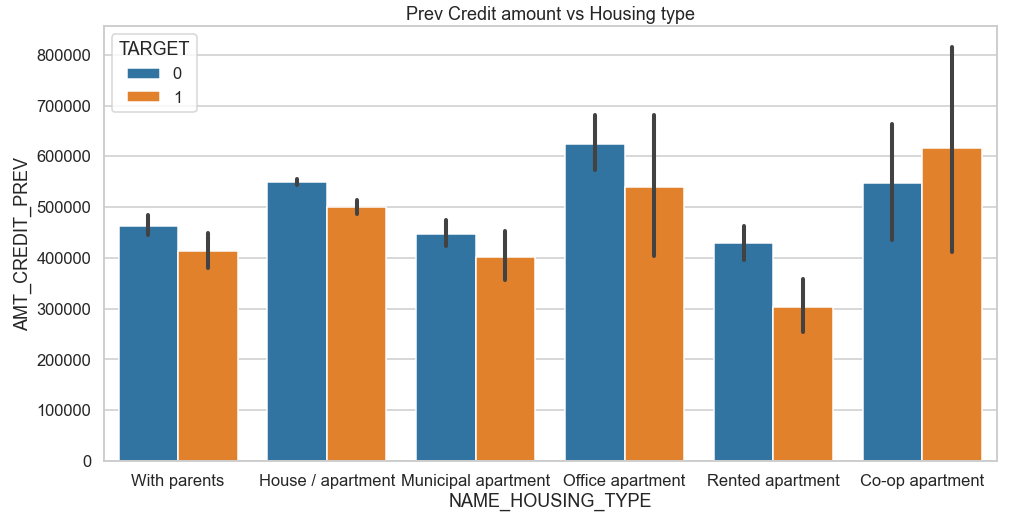 Prev Credit amount vs Housing type
TARGET
0
1
AMT_CREDIT_PREV
800000
700000
600000
500000
400000
300000
200000
100000
0
With parents House / apartment Municipal apartment Office apartment Rented apartment Co-op apartment
NAME_HOUSING_TYPE